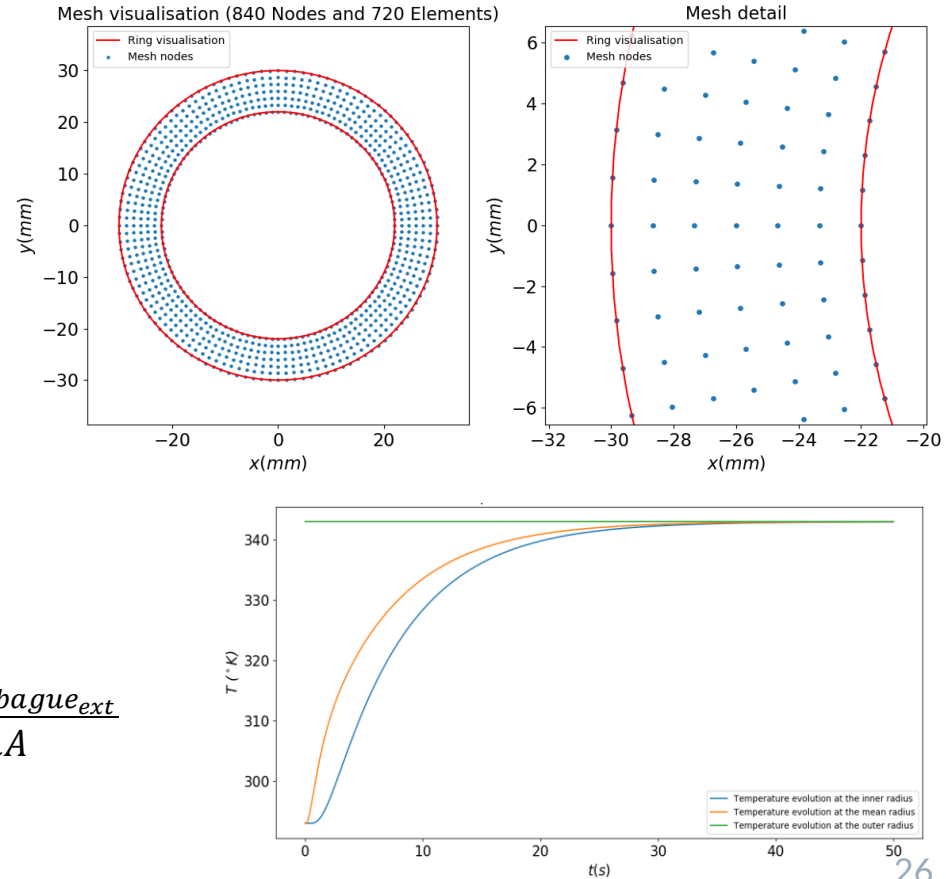 Mesh visualisation (840 Nodes and 720 Elements)
Ring visualisation
Mesh nodes
30
20
10
0
−10
−20
−30
y(mm)
−20 0 20
x(mm)
Mesh detail
Ring visualisation
Mesh nodes
6
4
2
0
−2
−4
−6
y(mm)
−32 −30 −28 −26 −24 −22 −20
x(mm)
bague_ext
A
340
330
320
310
300
T (°K)
Temperature evolution at the inner radius
Temperature evolution at the mean radius
Temperature evolution at the outer radius
0 10 20 30 40 50
t(s)
26